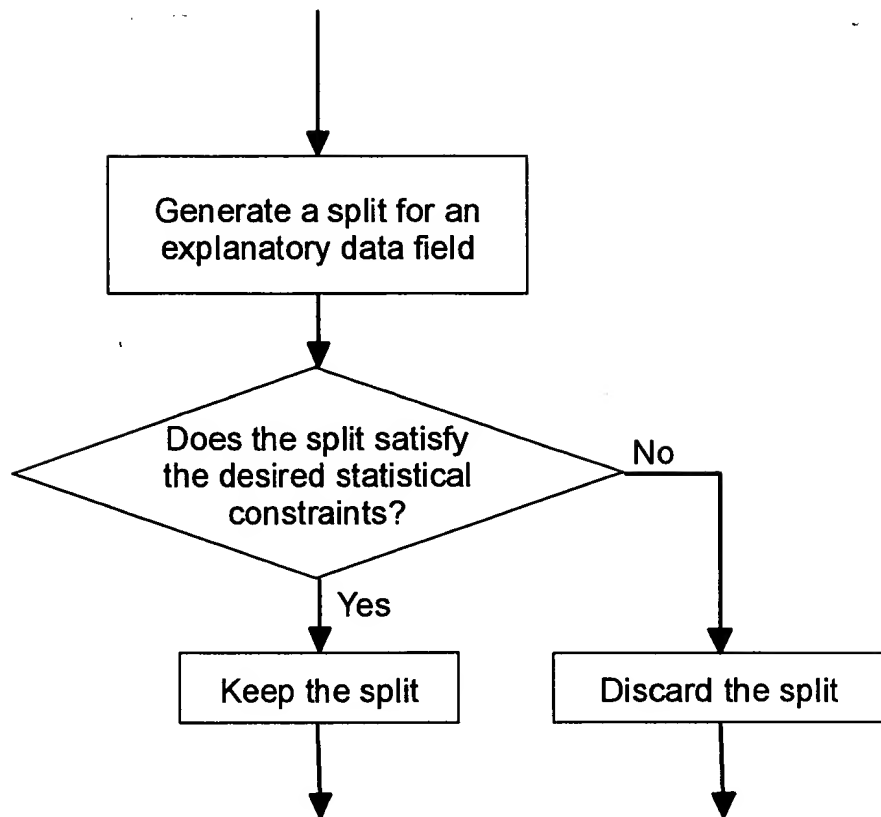 Generate a split for an
explanatory data field
Does the split satisfy
the desired statistical
constraints?
No
Yes
Keep the split
Discard the split